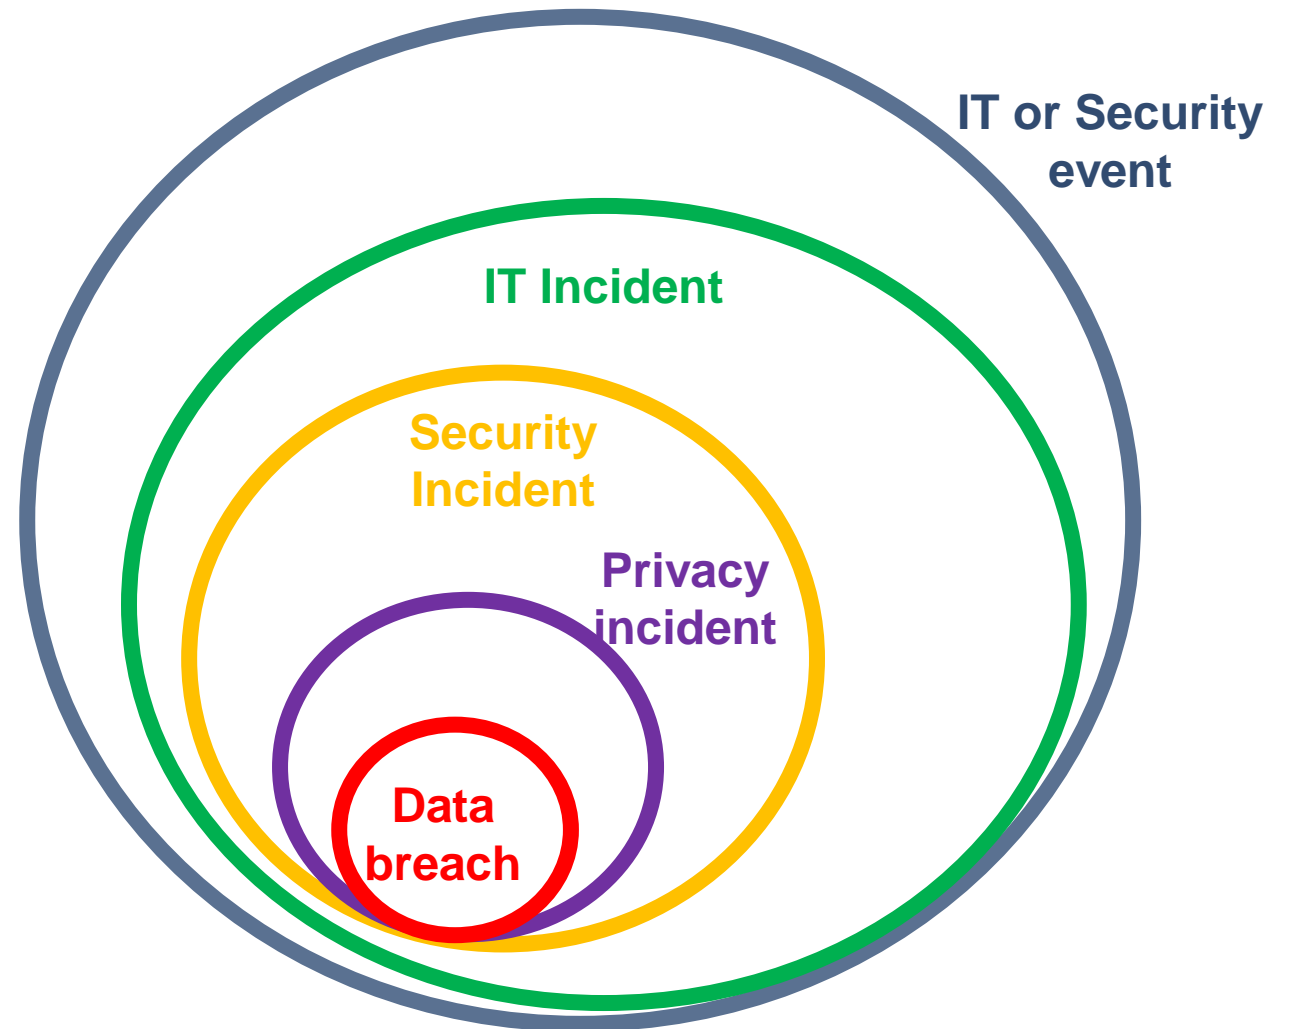 IT or Security
event
IT Incident
Security
Incident
Privacy
incident
Data
breach